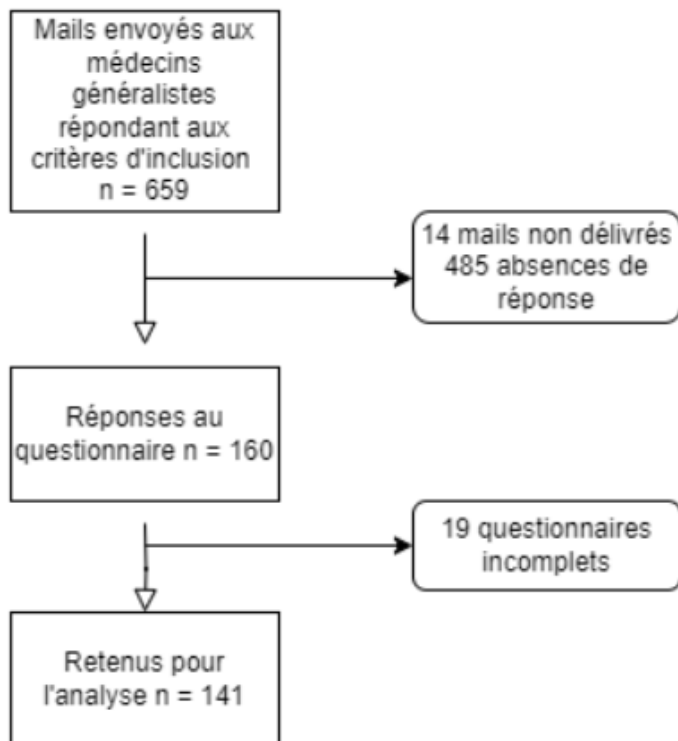 Mails envoyés aux
médecins
généralistes
répondant aux
critères d'inclusion
n = 659
14 mails non délivrés
485 absences de
réponse
Réponses au
questionnaire n = 160
19 questionnaires
incomplets
Retenus pour
l'analyse n = 141